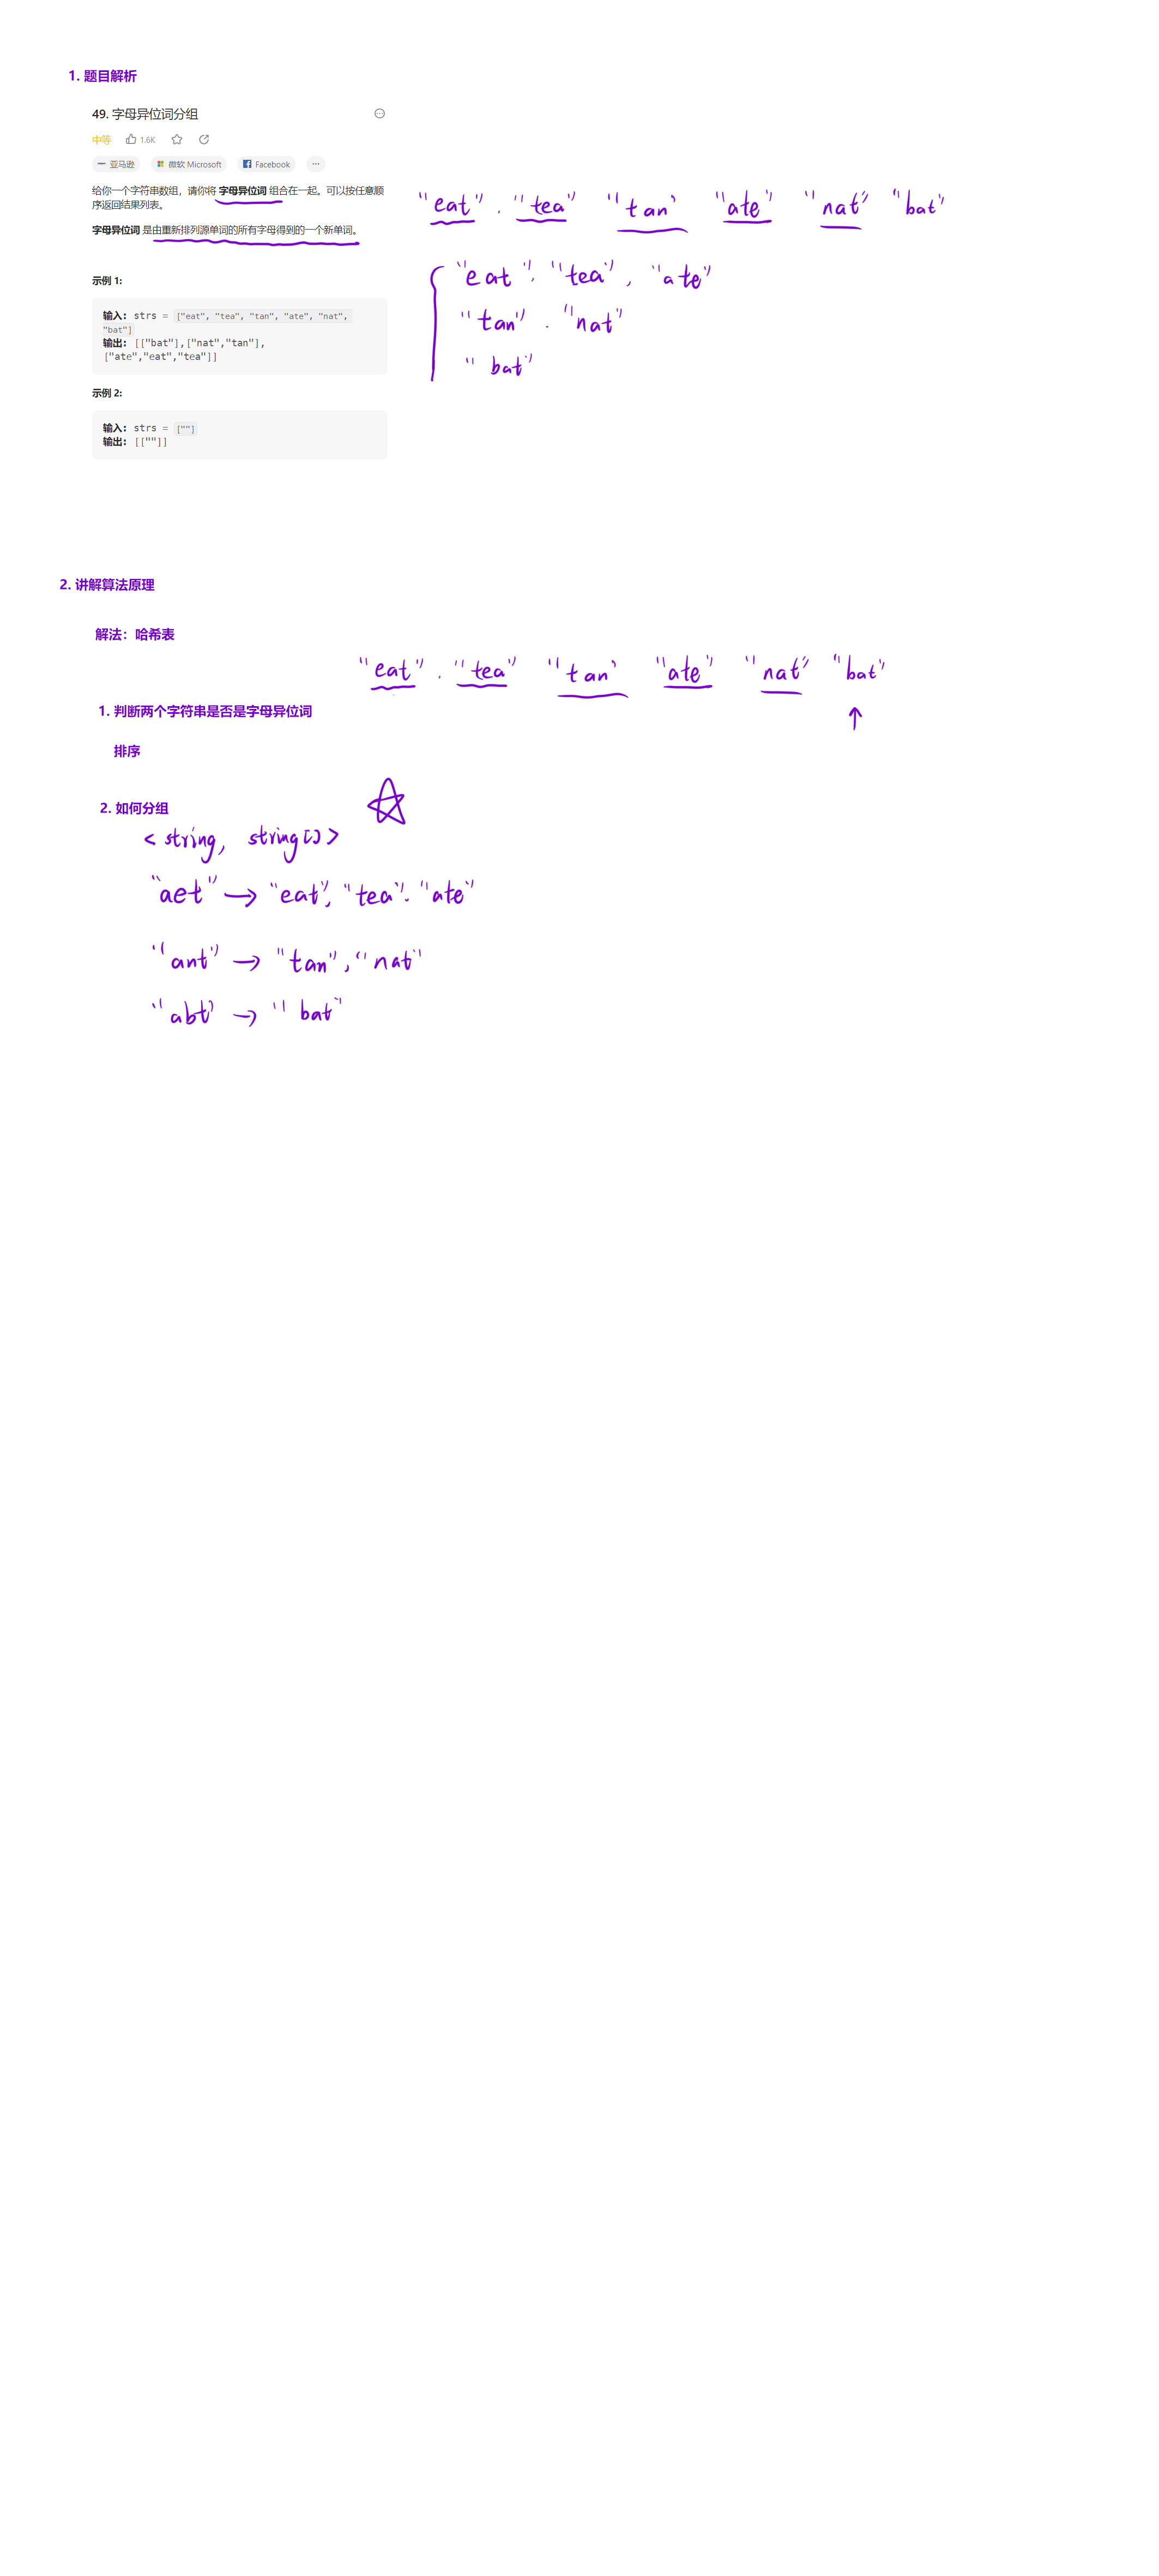 1. 题目解析
49. 字母异位词分组
中等 1.6K
亚马逊 微软 Microsoft Facebook ...
给你一个字符串数组，请你将 字母异位词 组合在一起。可以按任意顺
序返回结果列表。
字母异位词 是由重新排列源单词的所有字母得到的一个新单词。
"eat" . "tea" "tan" "ate" "nat" "bat"
"eat". "tea", "ate"
"tan" . "nat"
"bat"
示例 1:
输入: strs = ["eat", "tea", "tan", "ate", "nat",
"bat"]
输出: [["bat"],["nat","tan"],
["ate","eat","tea"]]
示例 2:
输入: strs = [""]
输出: [[""]]
2. 讲解算法原理
解法：哈希表
"eat" . "tea" "tan" "ate" "nat" "bat"
1. 判断两个字符串是否是字母异位词
排序
2. 如何分组
< string, string[] >
"aet" → "eat", "tea". "ate"
"ant" → "tan", "nat"
"abt" → "bat"